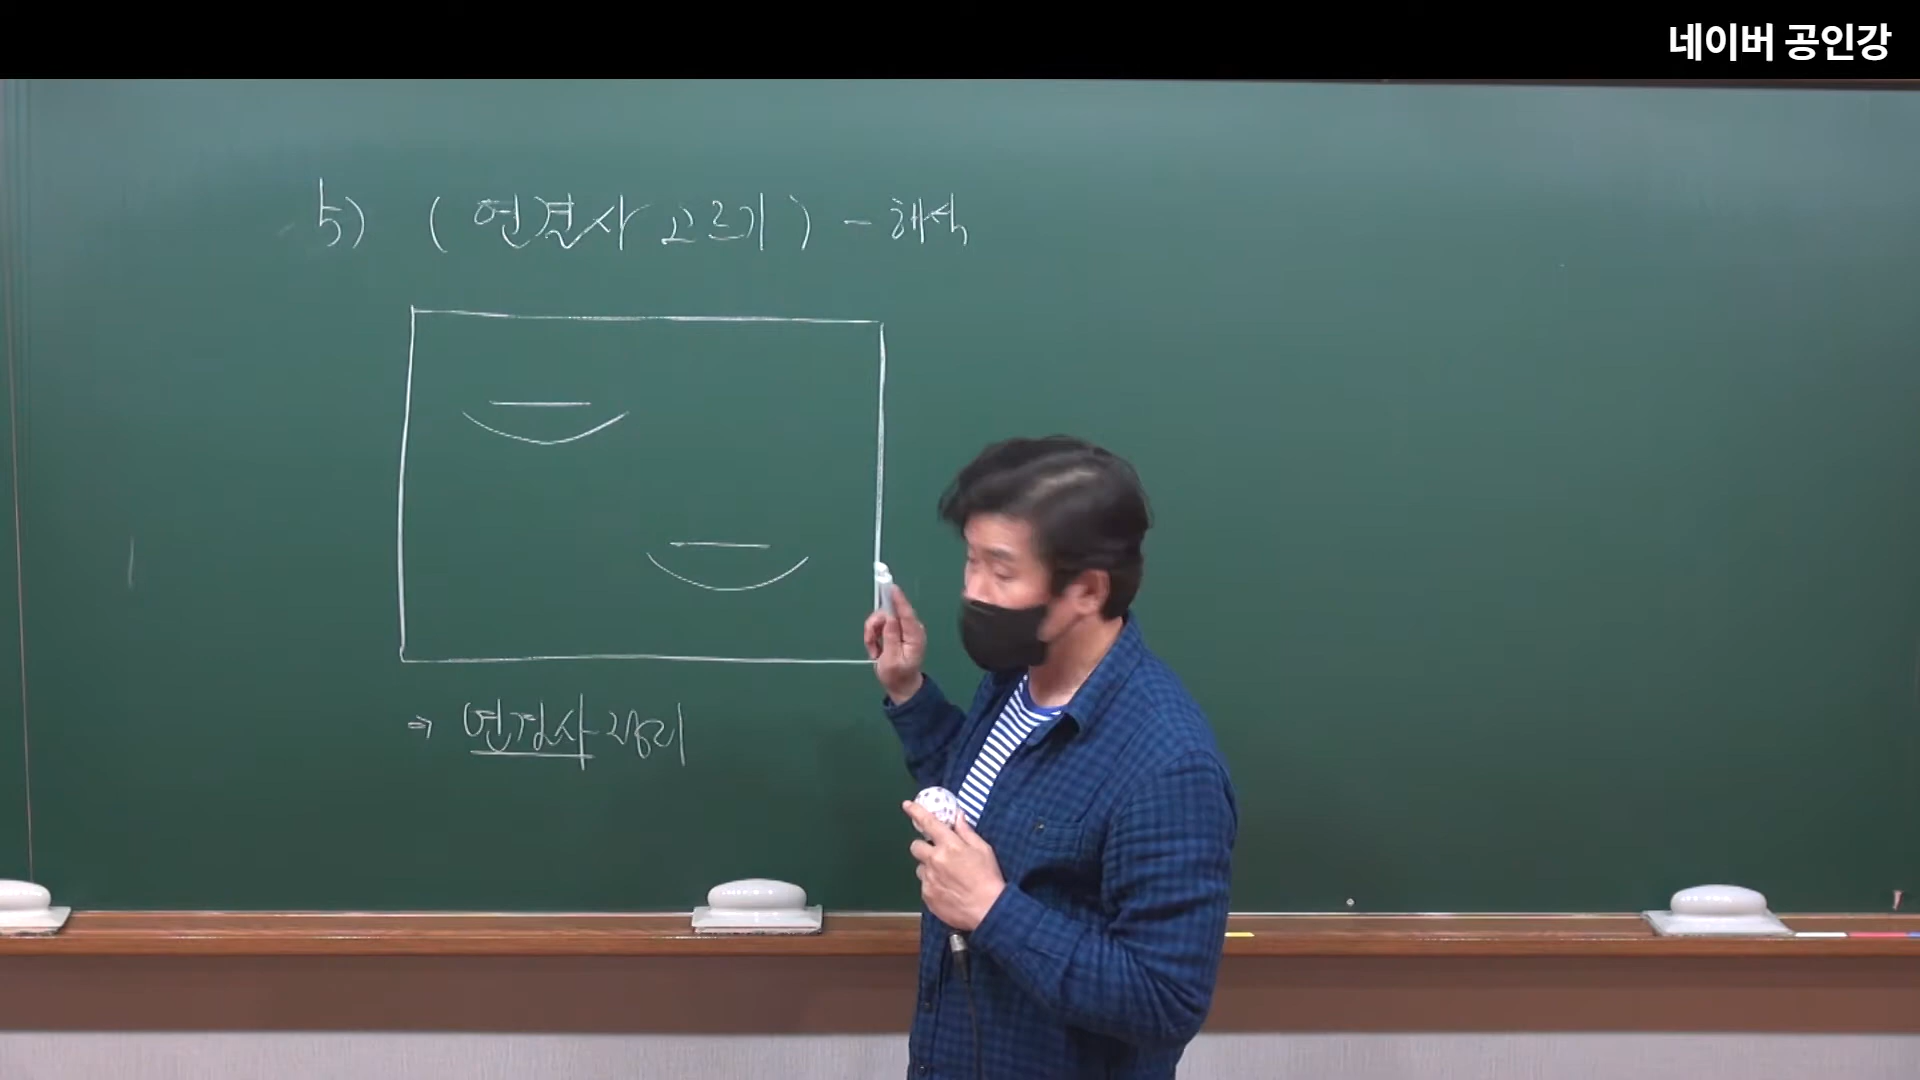 네이버 공인강
5) (연결사 고르기) - 해석
⇒ 연결사 정리